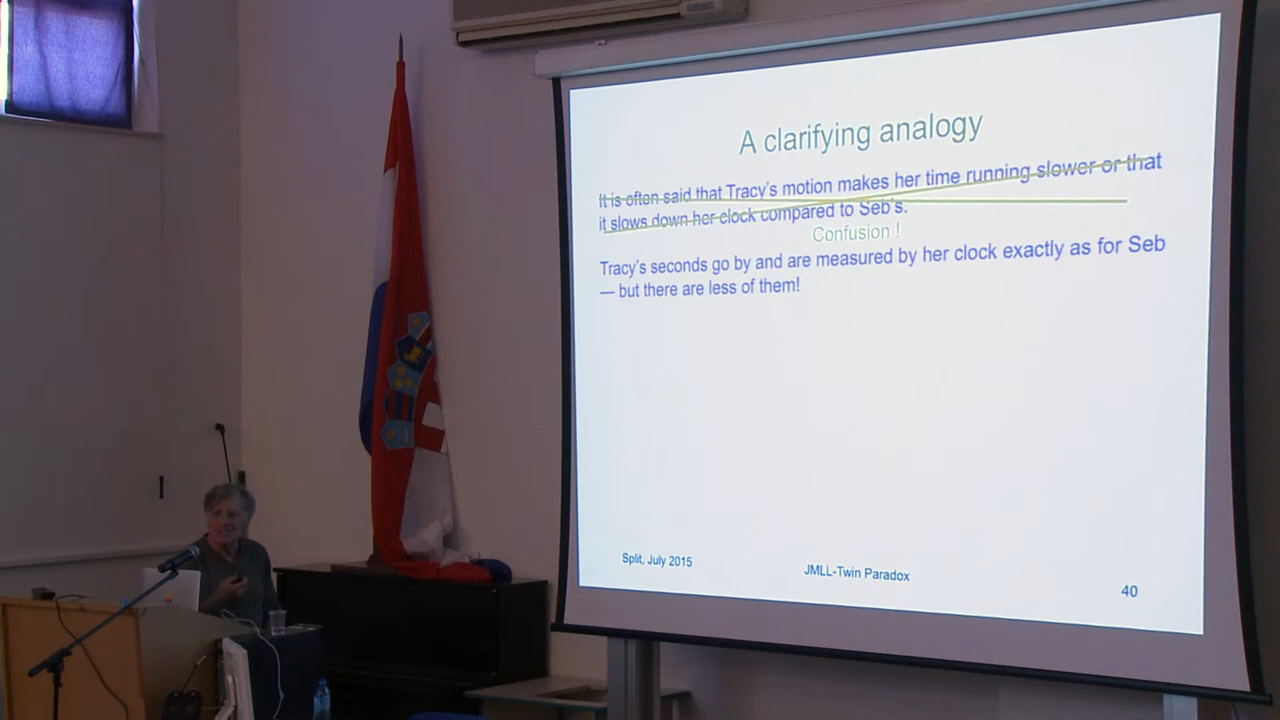 A clarifying analogy
It is often said that Tracy's motion makes her time running slower or that
it slows down her clock compared to Seb's.
Confusion !
Tracy's seconds go by and are measured by her clock exactly as for Seb
— but there are less of them!
Split, July 2015
JMLL-Twin Paradox
40